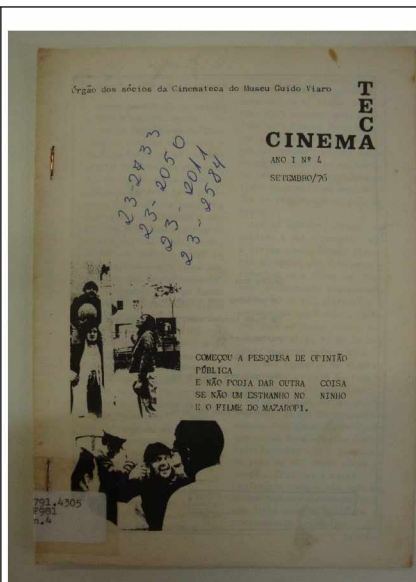 órgão dos sócios da Cinemateca do Museu Guido Viaro
TECA
CINEMA
ANO I Nº 4
SETEMBRO/76
23-2733
23-2050
23-2011
23-2584
COMEÇOU A PESQUISA DE OPINIÃO
PÚBLICA
E NÃO PODIA DAR OUTRA COISA
SE NÃO UM ESTRANHO NO NINHO
E O FILME DO MAZAROPI.
791.4305
n.4